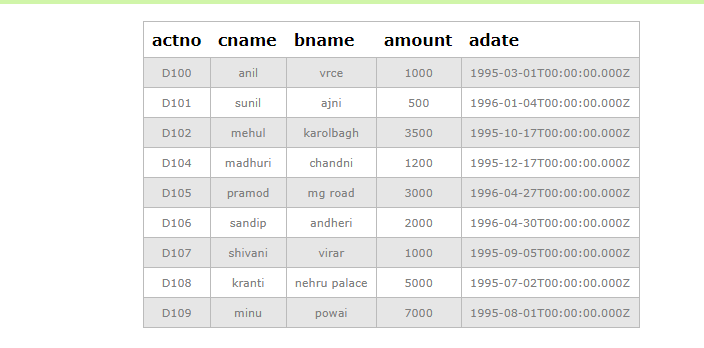 actno cname bname amount adate
D100 anil vrce 1000 1995-03-01T00:00:00.000Z
D101 sunil ajni 500 1996-01-04T00:00:00.000Z
D102 mehul karolbagh 3500 1995-10-17T00:00:00.000Z
D104 madhuri chandni 1200 1995-12-17T00:00:00.000Z
D105 pramod mg road 3000 1996-04-27T00:00:00.000Z
D106 sandip andheri 2000 1996-04-30T00:00:00.000Z
D107 shivani virar 1000 1995-09-05T00:00:00.000Z
D108 kranti nehru palace 5000 1995-07-02T00:00:00.000Z
D109 minu powai 7000 1995-08-01T00:00:00.000Z